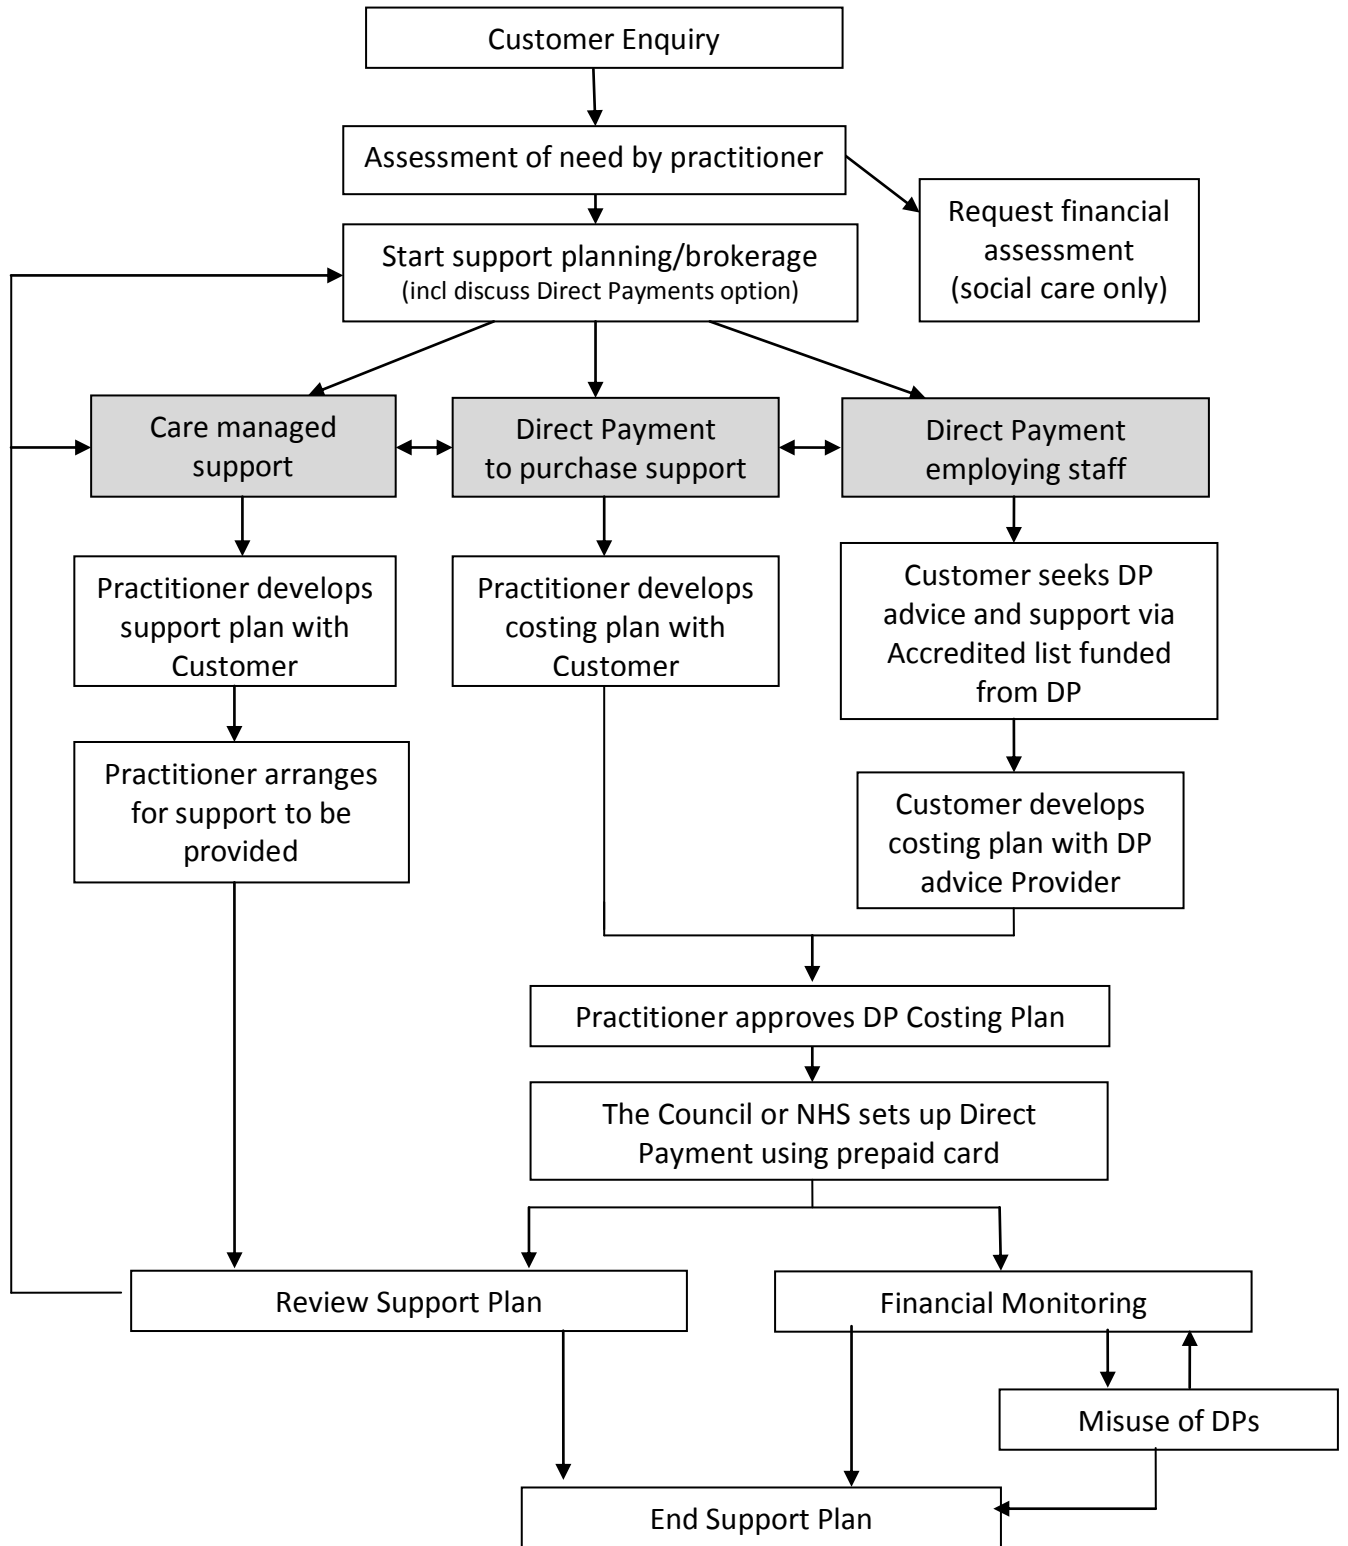 Customer Enquiry
Assessment of need by practitioner
Request financial
assessment
(social care only)
Start support planning/brokerage
(incl discuss Direct Payments option)
Care managed
support
Direct Payment
to purchase support
Direct Payment
employing staff
Practitioner develops
support plan with
Customer
Practitioner develops
costing plan with
Customer
Customer seeks DP
advice and support via
Accredited list funded
from DP
Practitioner arranges
for support to be
provided
Customer develops
costing plan with DP
advice Provider
Practitioner approves DP Costing Plan
The Council or NHS sets up Direct
Payment using prepaid card
Review Support Plan
Financial Monitoring
Misuse of DPs
End Support Plan